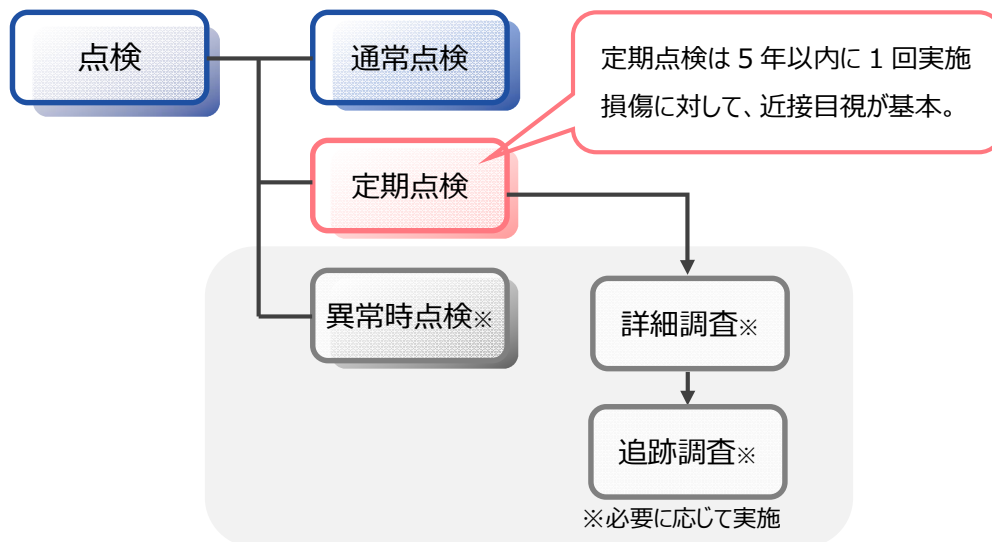 点検
通常点検
定期点検は 5 年以内に 1 回実施
損傷に対して、近接目視が基本。
定期点検
異常時点検※
詳細調査※
追跡調査※
※必要に応じて実施